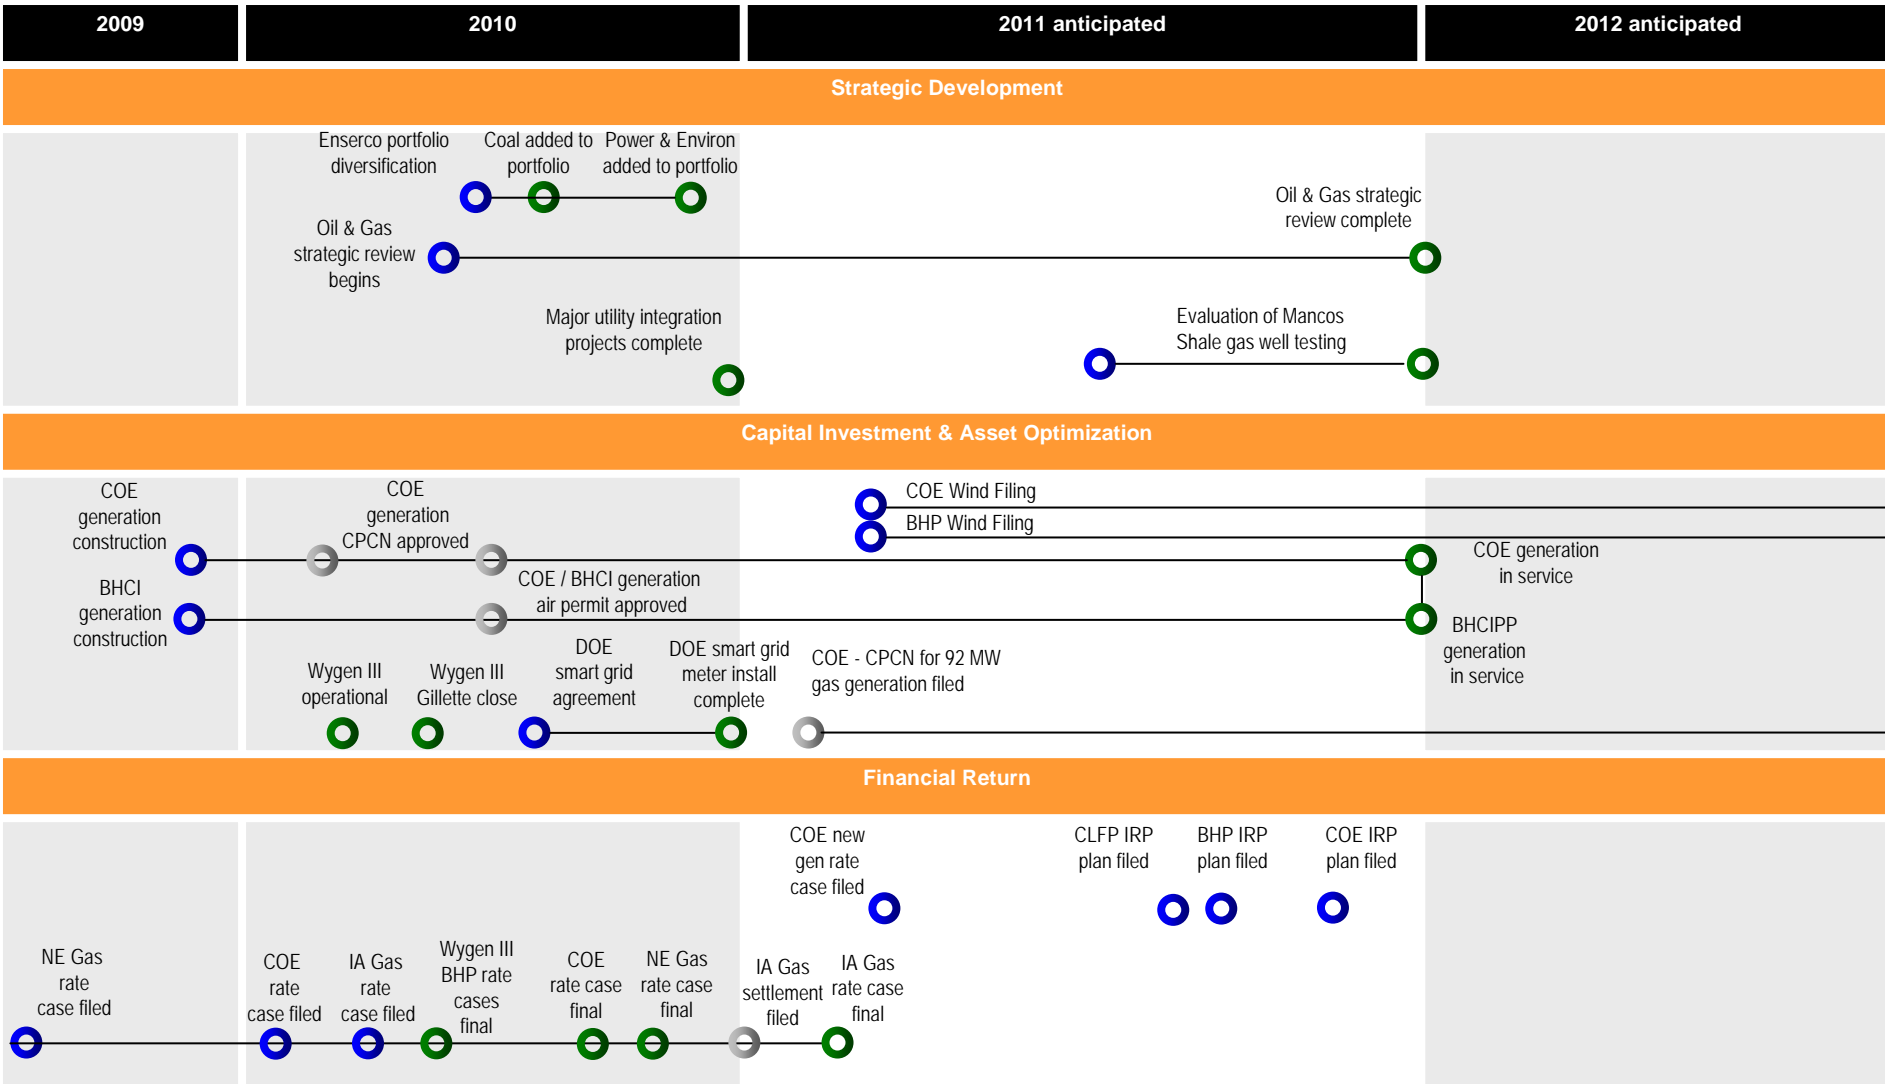 2009
2010
2011 anticipated
2012 anticipated
Strategic Development
Enserco portfolio
diversification
Coal added to
portfolio
Power & Environ
added to portfolio
Oil & Gas
strategic review
begins
Oil & Gas strategic
review complete
Major utility integration
projects complete
Evaluation of Mancos
Shale gas well testing
Capital Investment & Asset Optimization
COE
generation
construction
COE
generation
CPCN approved
COE Wind Filing
BHP Wind Filing
COE generation
in service
BHCI
generation
construction
COE / BHCI generation
air permit approved
BHCIPP
generation
in service
Wygen III
operational
Wygen III
Gillette close
DOE
smart grid
agreement
DOE smart grid
meter install
complete
COE - CPCN for 92 MW
gas generation filed
Financial Return
COE new
gen rate
case filed
CLFP IRP
plan filed
BHP IRP
plan filed
COE IRP
plan filed
NE Gas
rate
case filed
COE
rate
case filed
IA Gas
rate
case filed
Wygen III
BHP rate
cases
final
COE
rate case
final
NE Gas
rate case
final
IA Gas
settlement
filed
IA Gas
rate case
final